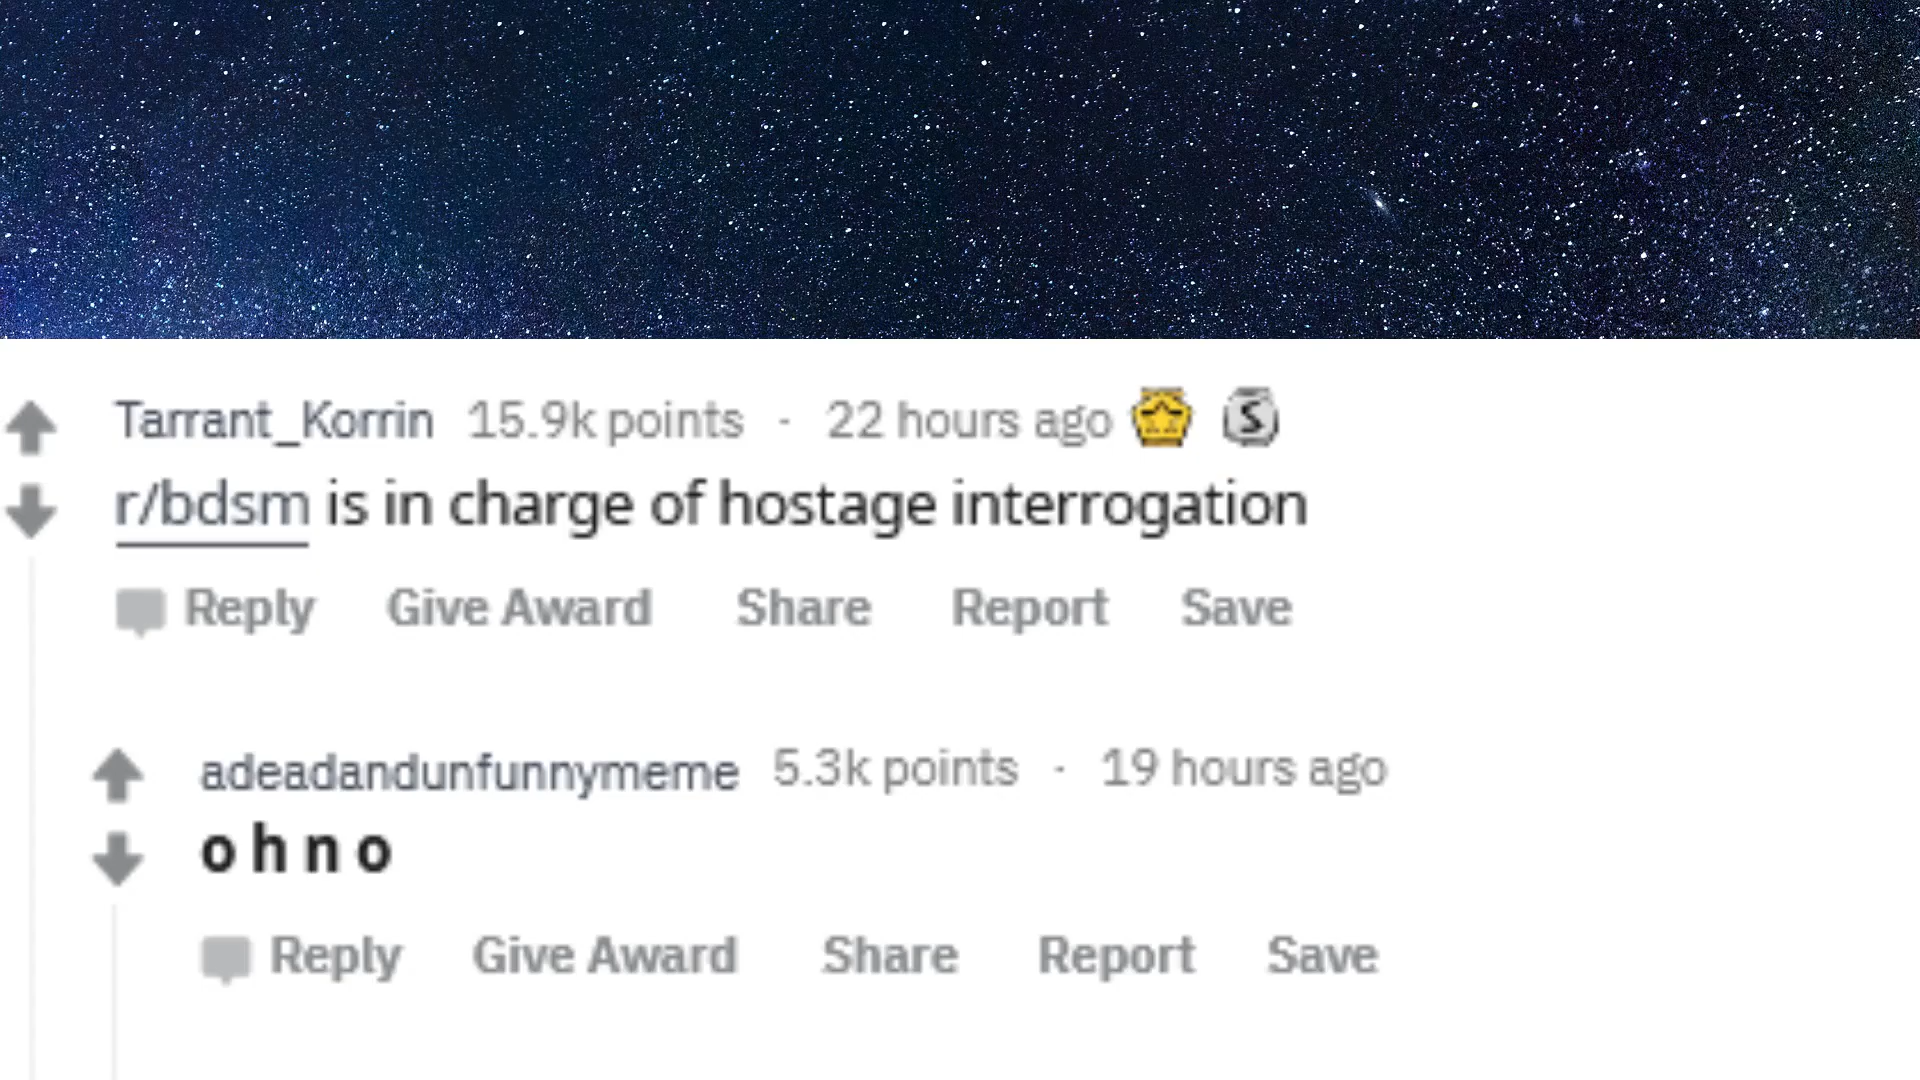 Tarrant_Korrin 15.9k points · 22 hours ago S
r/bdsm is in charge of hostage interrogation
Reply Give Award Share Report Save
adeadandunfunnymeme 5.3k points · 19 hours ago
o h n o
Reply Give Award Share Report Save